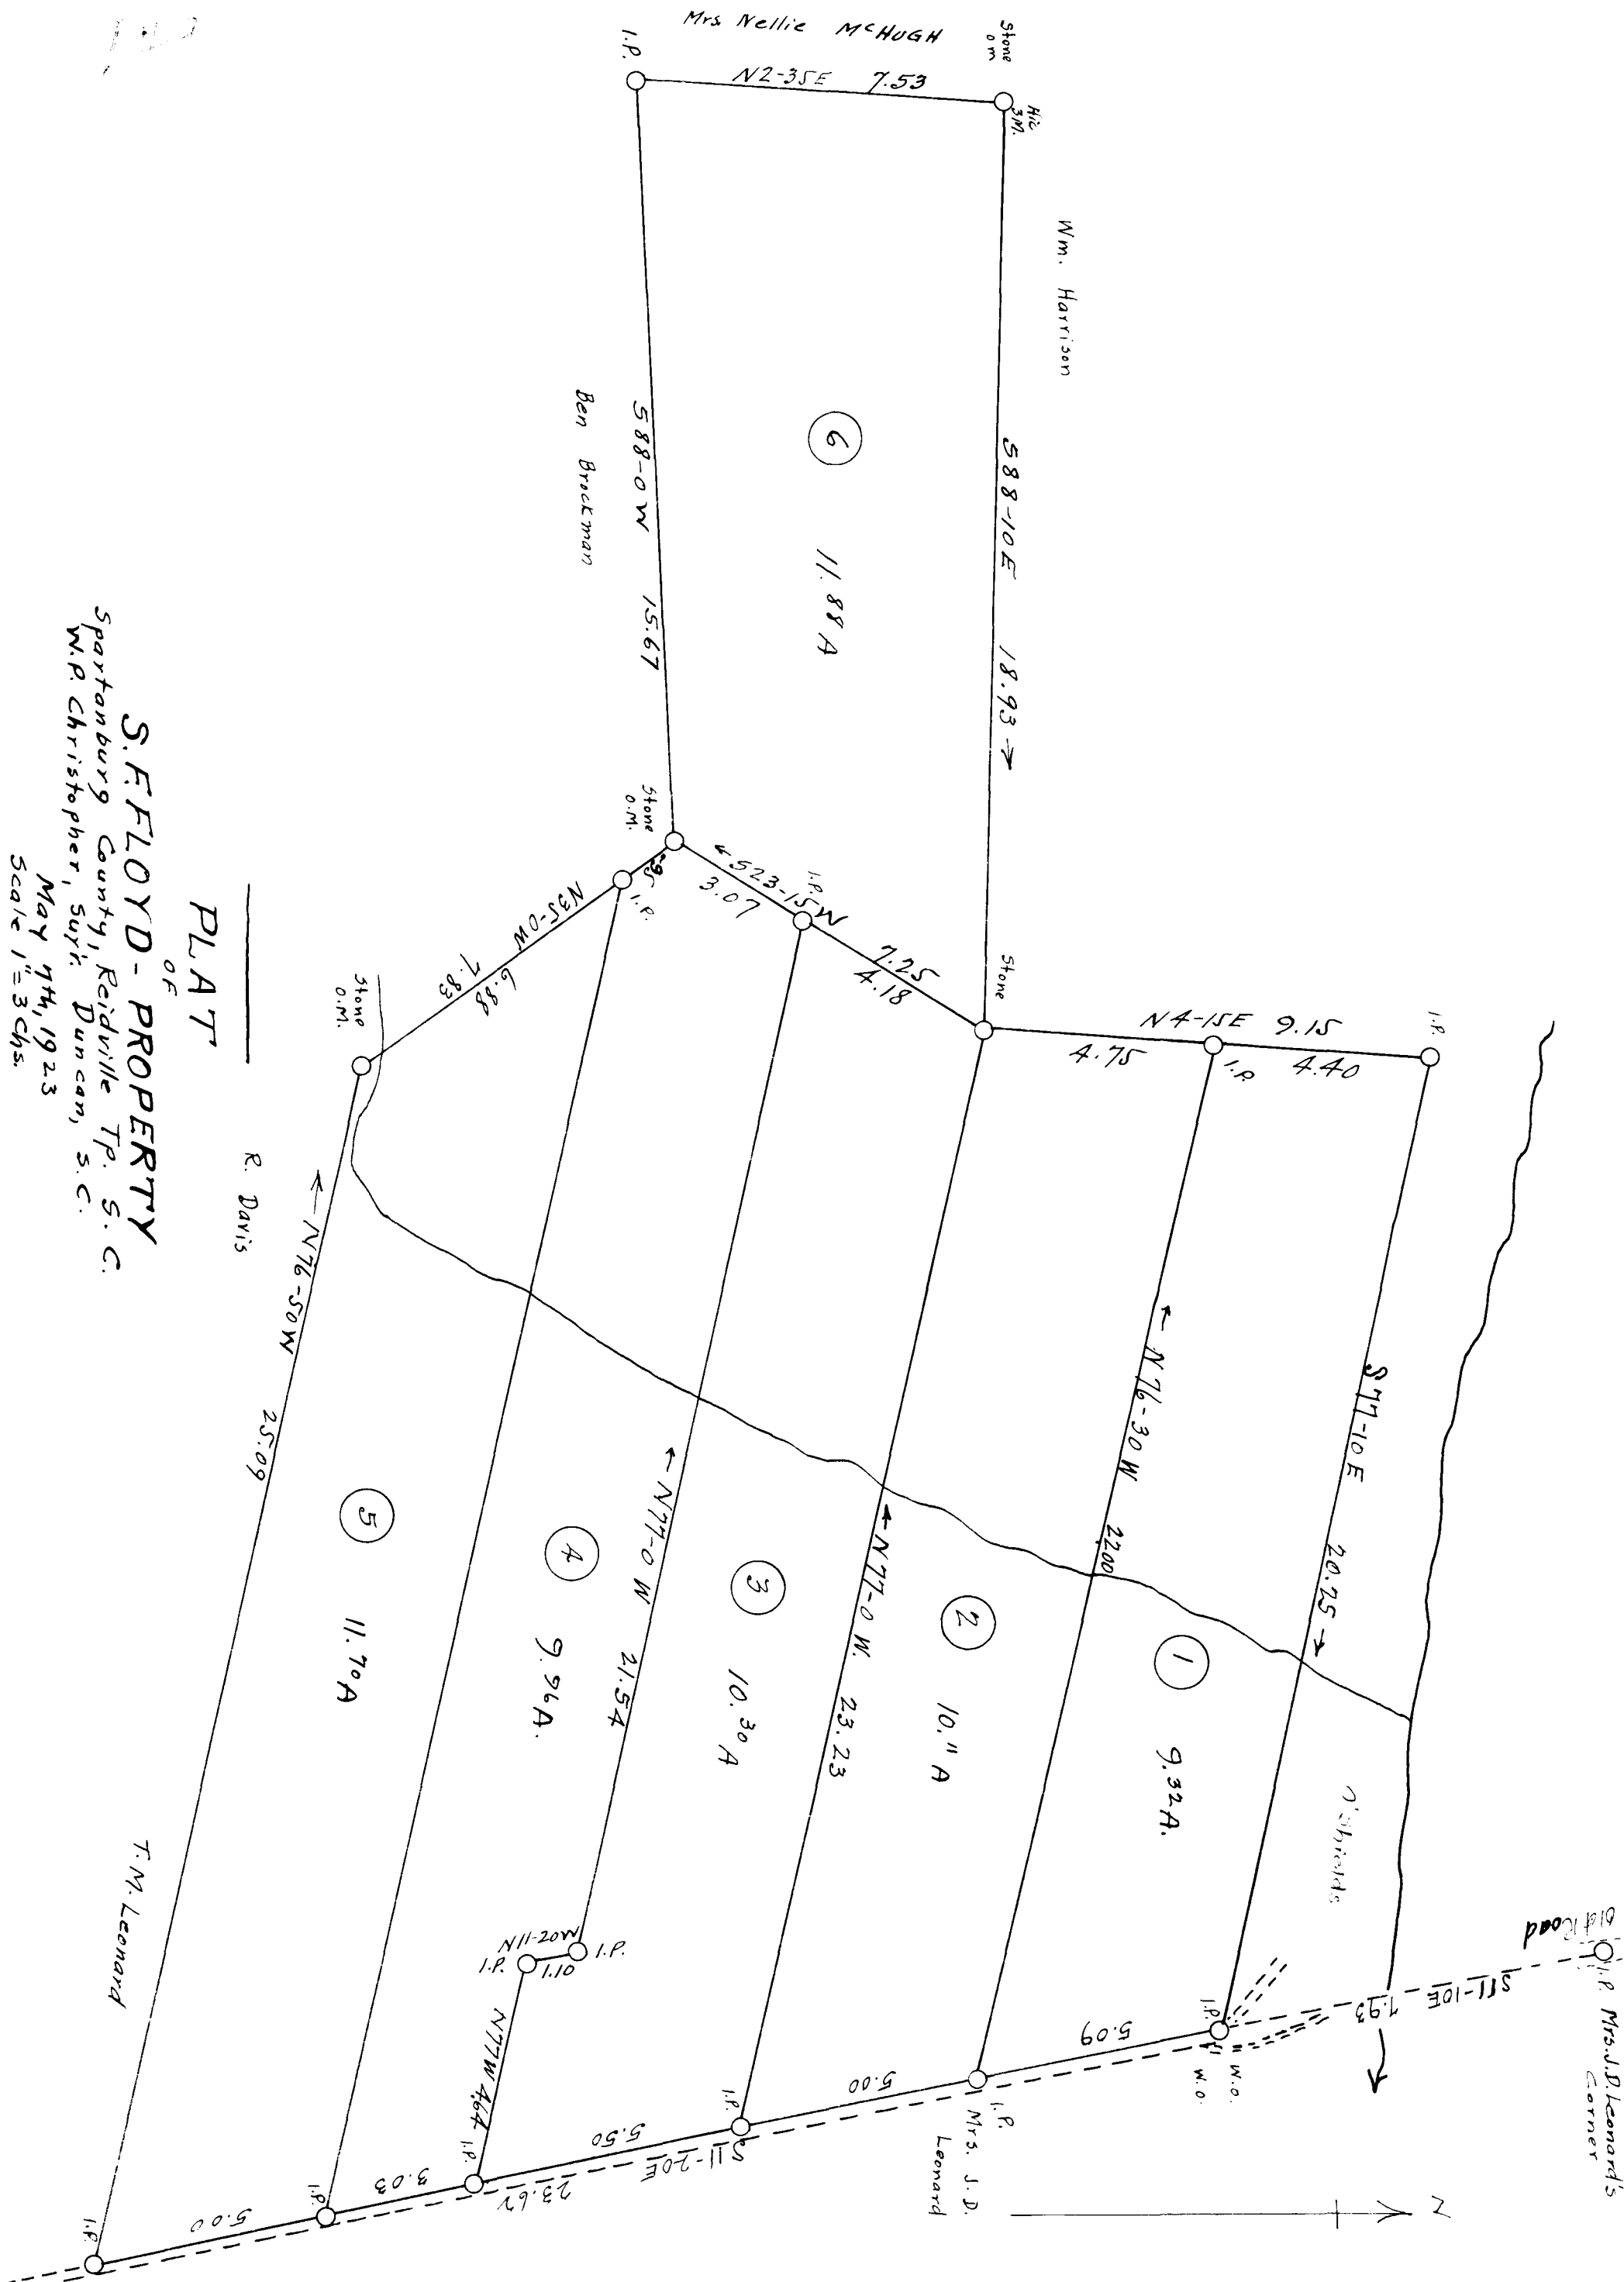 Mrs Nellie McHUGH
Stone
o m
Hic
3M.
I.P.
N2-35E 7.53
Wm. Harrison
S88-10E 18.93 →
6
11.88 A
S88-0W 15.67
Ben Brockman
Stone
O.M.
.95
I.P.
← S23-15W
3.07
I.P.
7.25
4.18
Stone
N4-15E 9.15
4.75
I.P.
4.40
I.P.
N35-0W
6.88
7.83
Stone
O.M.
S77-10E 20.75 →
← N76-30W 22.00
← N77-0W. 23.23
← N77-0W 21.54
← N76-50W 25.09
R. Davis
1
9.32A.
2
10.11 A
3
10.30 A
4
9.96A.
5
11.70A
T.M. Leonard
N11-20W
1.10
I.P.
I.P.
N77W 4.64
I.P.
Old Road
I.P. Mrs. J.D. Leonard's
Corner
S11-10E 7.93
I.P.
W.O.
W.O.
5.09
I.P.
Mrs. J. D.
Leonard
5.00
I.P.
S11-20E 23.62
5.50
3.03
I.P.
5.00
I.P.
N
PLAT
OF
S.F. FLOYD - PROPERTY
Spartanburg County, Reidville Tp. S. C.
W.P. Christopher, Surv. Duncan, S. C.
May 7th, 1923
Scale 1"=3 chs.